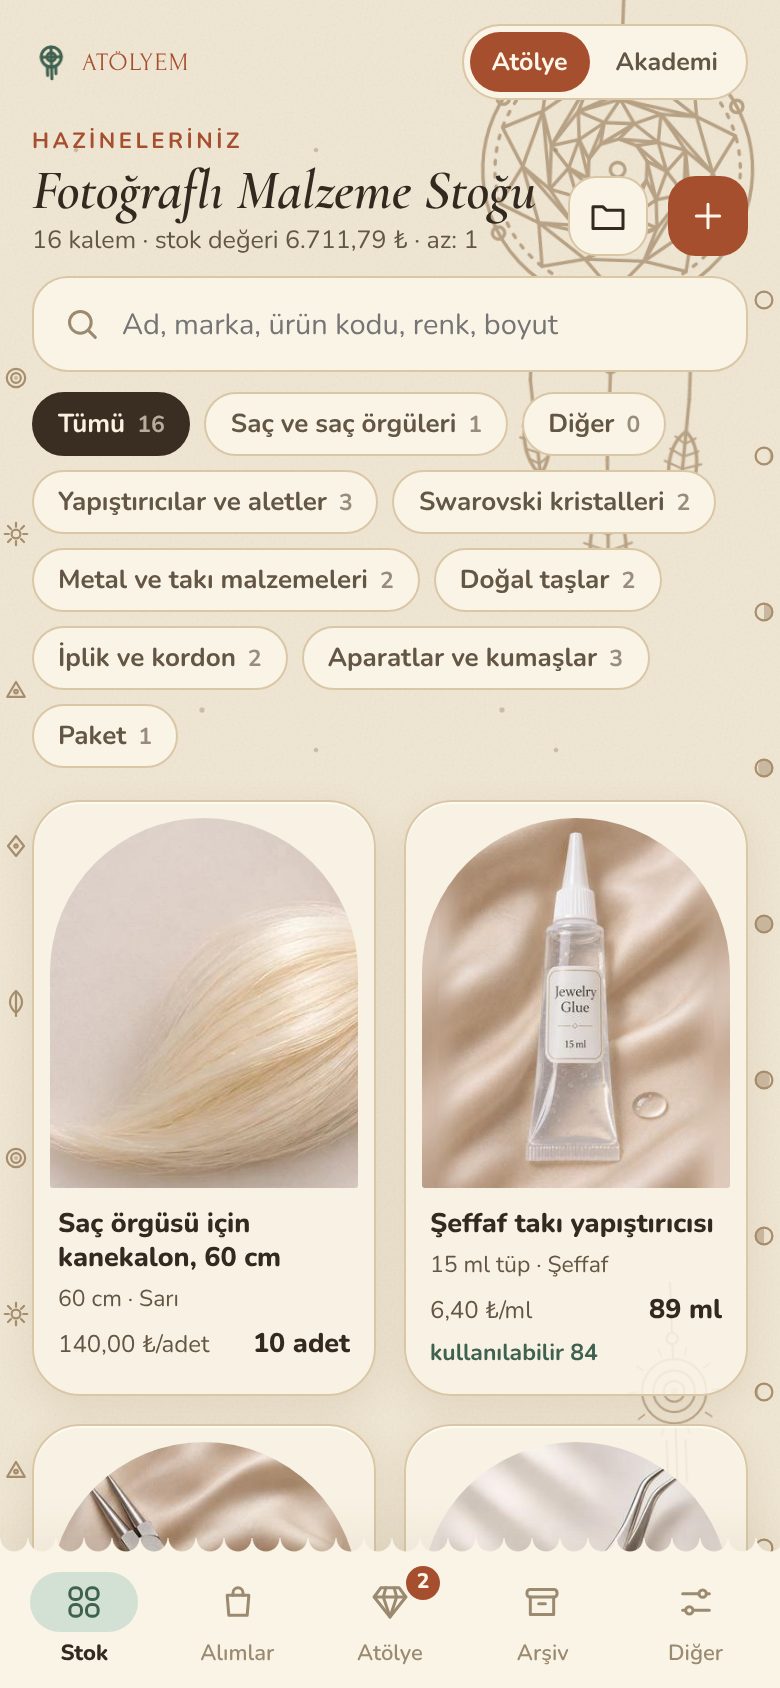 ATÖLYEM
Atölye Akademi
HAZİNELERİNİZ
Fotoğraflı Malzeme Stoğu
16 kalem · stok değeri 6.711,79 ₺ · az: 1
Ad, marka, ürün kodu, renk, boyut
Tümü 16 Saç ve saç örgüleri 1 Diğer 0
Yapıştırıcılar ve aletler 3 Swarovski kristalleri 2
Metal ve takı malzemeleri 2 Doğal taşlar 2
İplik ve kordon 2 Aparatlar ve kumaşlar 3
Paket 1
Jewelry
Glue
15 ml
Saç örgüsü için
kanekalon, 60 cm
60 cm · Sarı
140,00 ₺/adet 10 adet
Şeffaf takı yapıştırıcısı
15 ml tüp · Şeffaf
6,40 ₺/ml 89 ml
kullanılabilir 84
2
Stok Alımlar Atölye Arşiv Diğer